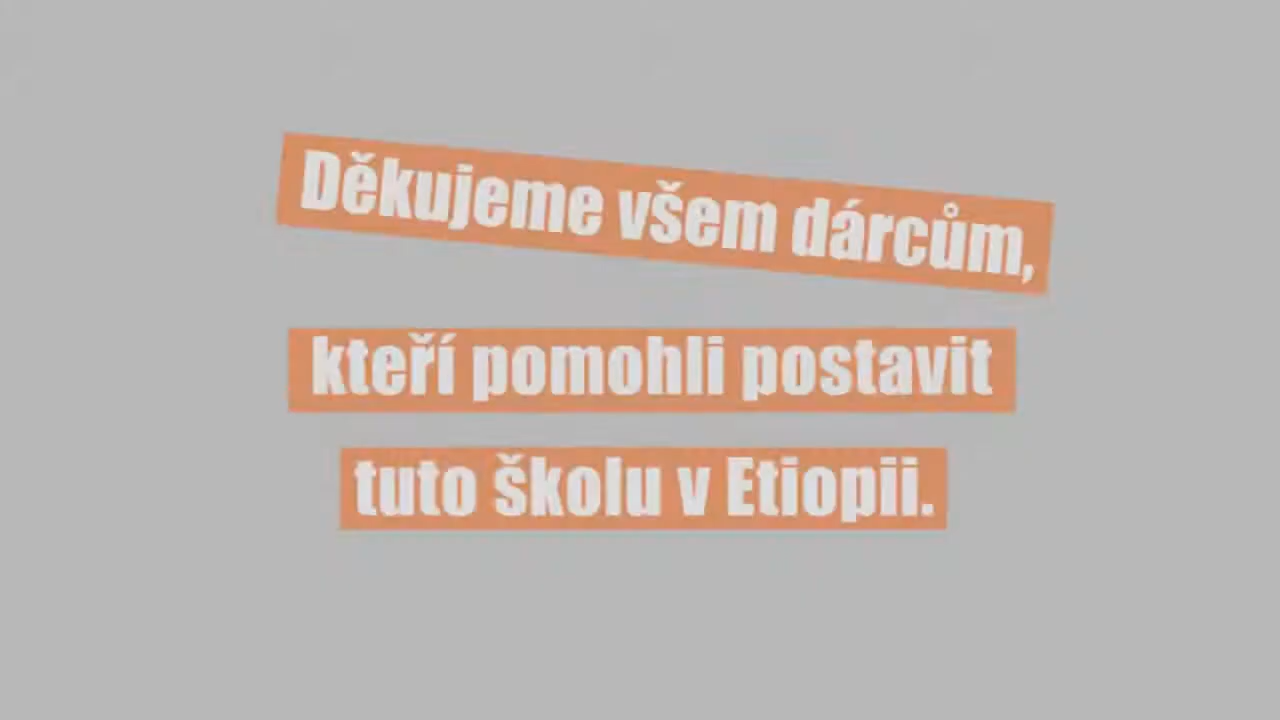 Děkujeme všem dárcům,
kteří pomohli postavit
tuto školu v Etiopii.